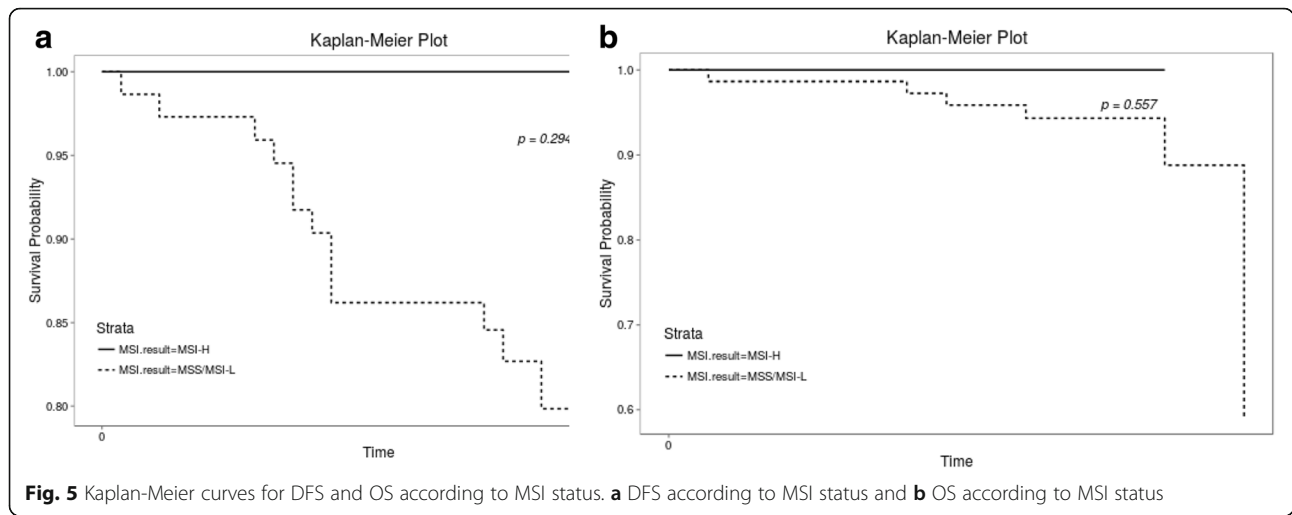 a
Kaplan-Meier Plot
1.00
0.95
0.90
0.85
0.80
Survival Probability
p = 0.294
Strata
MSI.result=MSI-H
MSI.result=MSS/MSI-L
0
Time
b
Kaplan-Meier Plot
1.0
0.9
0.8
0.7
0.6
Survival Probability
p = 0.557
Strata
MSI.result=MSI-H
MSI.result=MSS/MSI-L
0
Time
Fig. 5 Kaplan-Meier curves for DFS and OS according to MSI status. a DFS according to MSI status and b OS according to MSI status